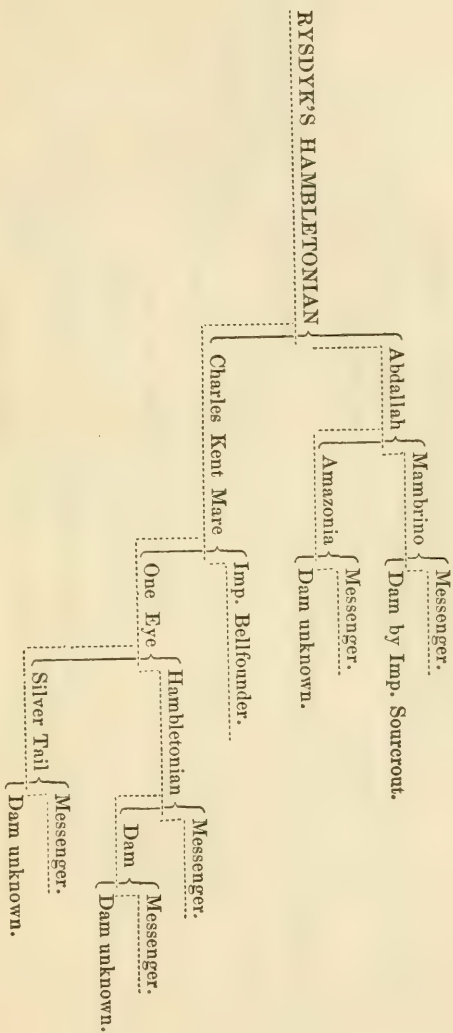 RYSDYK'S HAMBLETONIAN
Abdallah
Mambrino
Messenger.
Dam by Imp. Sourcrout.
Amazonia
Messenger.
Dam unknown.
Charles Kent Mare
Imp. Bellfounder.
One Eye
Hambletonian
Messenger.
Dam
Messenger.
Dam unknown.
Silver Tail
Messenger.
Dam unknown.